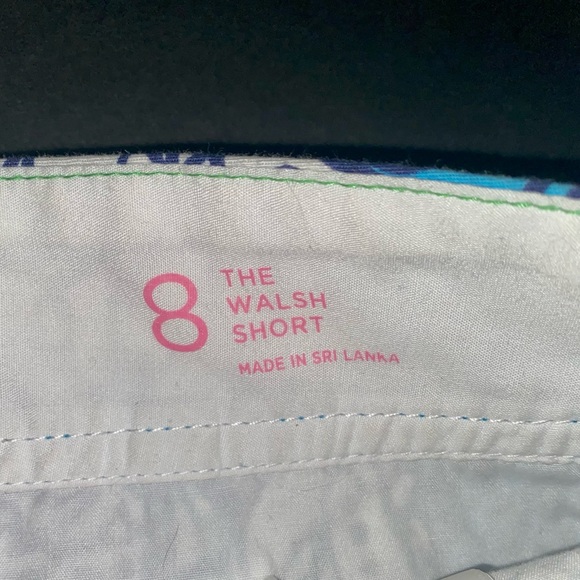 8
THE
WALSH
SHORT
MADE IN SRI LANKA